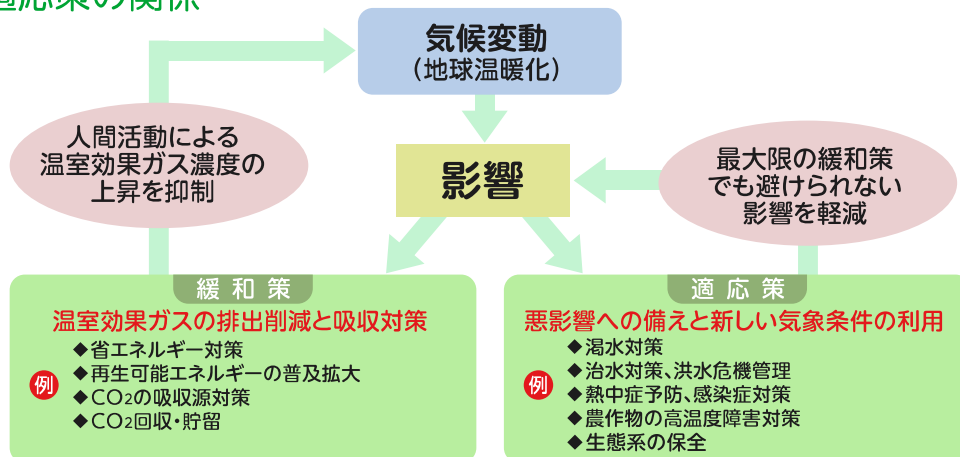 適応策の関係
気候変動
（地球温暖化）
人間活動による
温室効果ガス濃度の
上昇を抑制
影響
最大限の緩和策
でも避けられない
影響を軽減
緩和策
温室効果ガスの排出削減と吸収対策
例
◆省エネルギー対策
◆再生可能エネルギーの普及拡大
◆CO₂の吸収源対策
◆CO₂回収・貯留
適応策
悪影響への備えと新しい気象条件の利用
例
◆渇水対策
◆治水対策、洪水危機管理
◆熱中症予防、感染症対策
◆農作物の高温度障害対策
◆生態系の保全